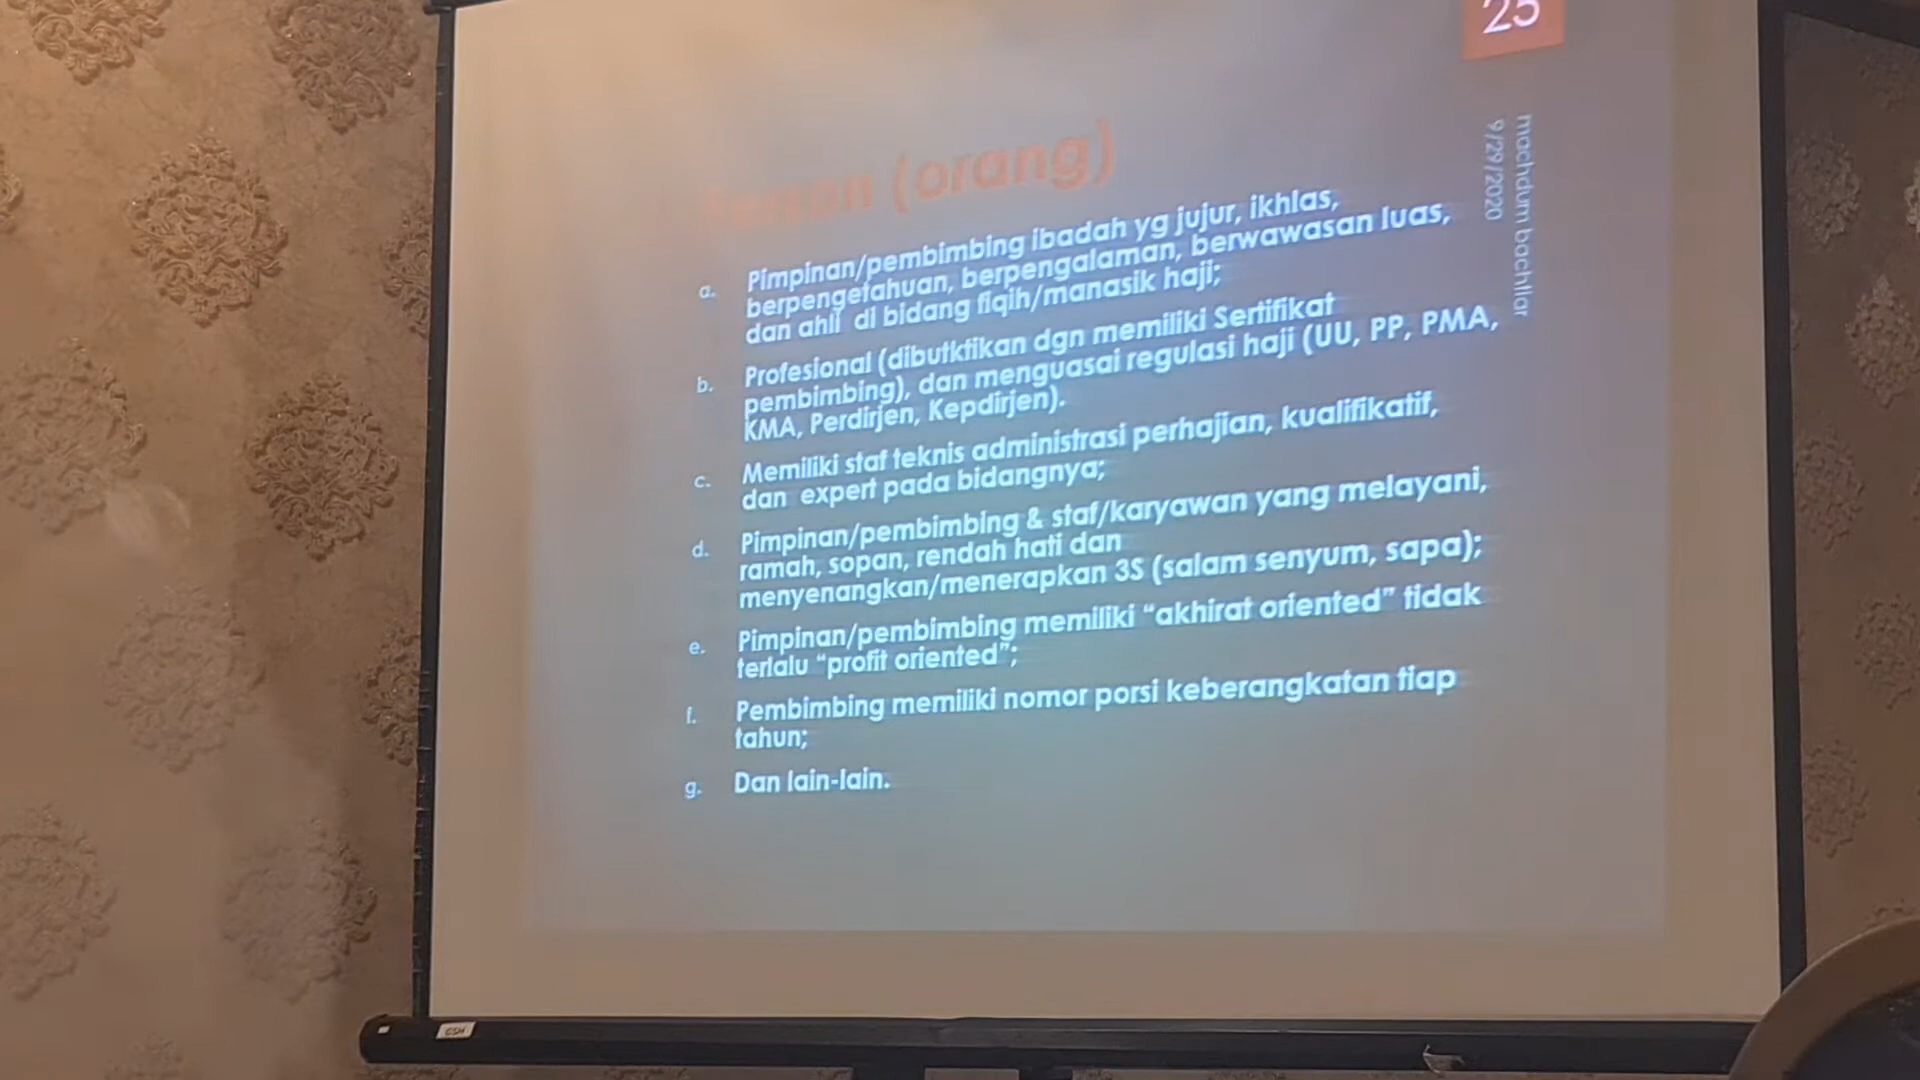 25
machdum bachtiar
9/29/2020
Person (orang)
a. Pimpinan/pembimbing ibadah yg jujur, ikhlas,
berpengetahuan, berpengalaman, berwawasan luas,
dan ahli di bidang fiqih/manasik haji;
b. Profesional (dibutktikan dgn memiliki Sertifikat
pembimbing), dan menguasai regulasi haji (UU, PP, PMA,
KMA, Perdirjen, Kepdirjen).
c. Memiliki staf teknis administrasi perhajian, kualifikatif,
dan expert pada bidangnya;
d. Pimpinan/pembimbing & staf/karyawan yang melayani,
ramah, sopan, rendah hati dan
menyenangkan/menerapkan 3S (salam senyum, sapa);
e. Pimpinan/pembimbing memiliki “akhirat oriented” tidak
terlalu “profit oriented”;
f. Pembimbing memiliki nomor porsi keberangkatan tiap
tahun;
g. Dan lain-lain.
GSH